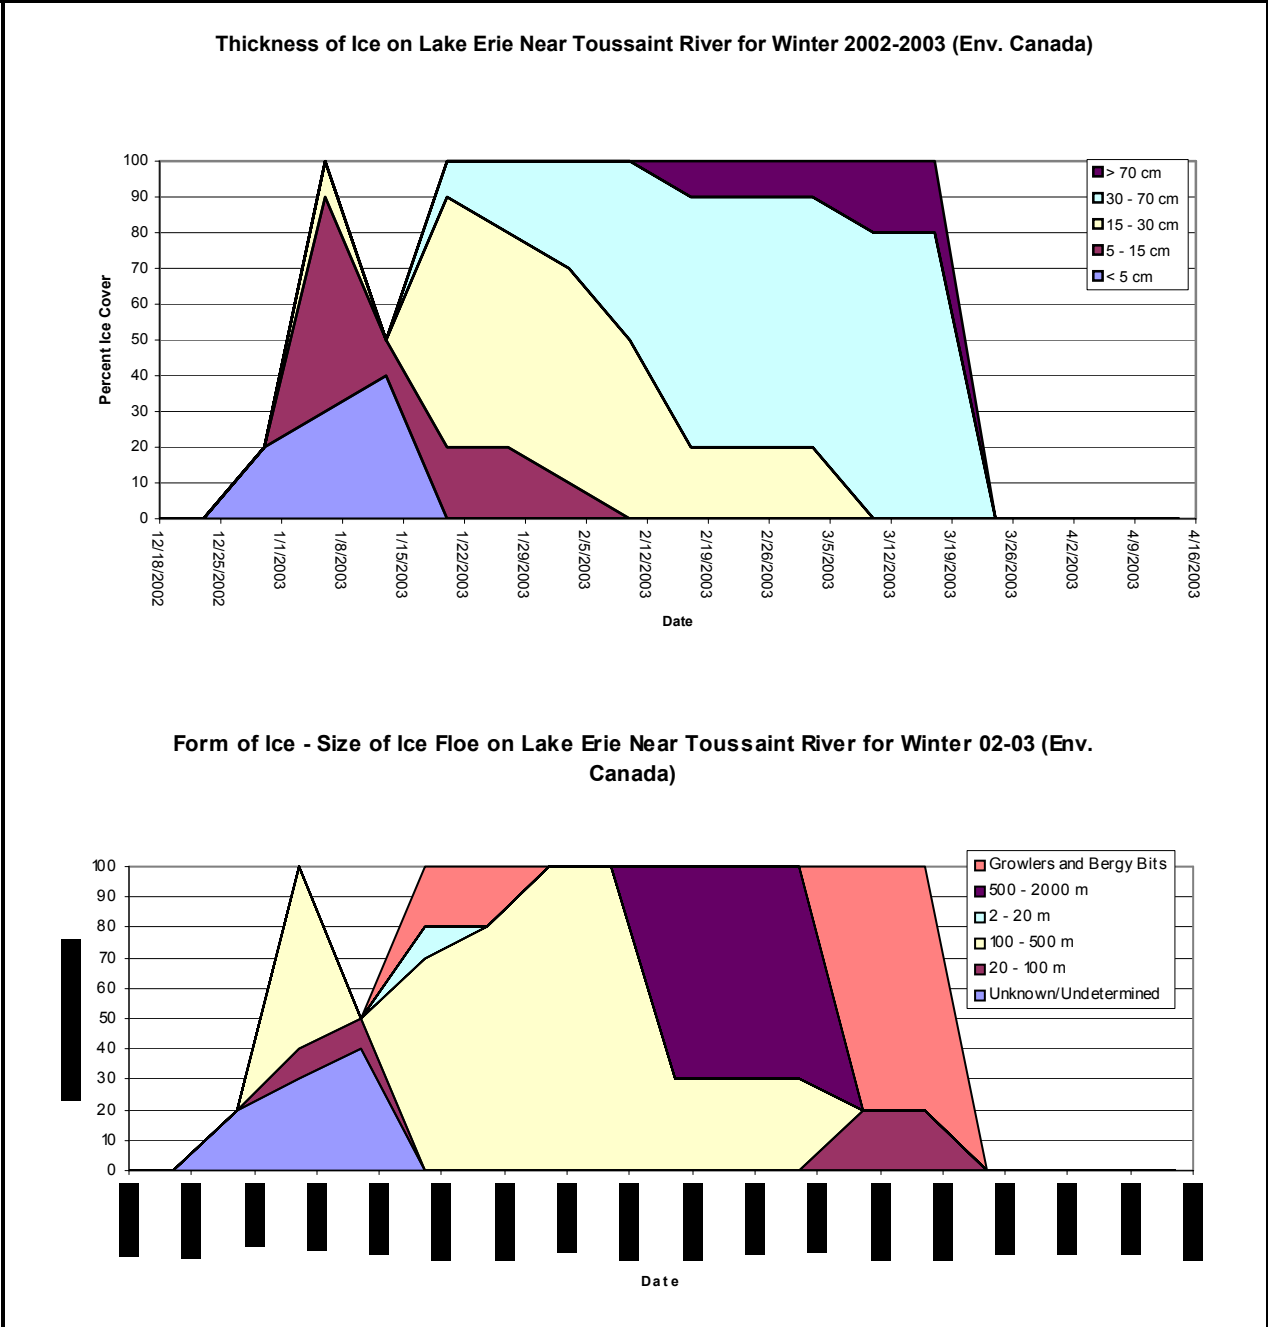 Thickness of Ice on Lake Erie Near Toussaint River for Winter 2002-2003 (Env. Canada)
100
90
80
70
60
50
40
30
20
10
0
Percent Ice Cover
> 70 cm
30 - 70 cm
15 - 30 cm
5 - 15 cm
< 5 cm
12/18/2002
12/25/2002
1/1/2003
1/8/2003
1/15/2003
1/22/2003
1/29/2003
2/5/2003
2/12/2003
2/19/2003
2/26/2003
3/5/2003
3/12/2003
3/19/2003
3/26/2003
4/2/2003
4/9/2003
4/16/2003
Date
Form of Ice - Size of Ice Floe on Lake Erie Near Toussaint River for Winter 02-03 (Env.
Canada)
100
90
80
70
60
50
40
30
20
10
0
Growlers and Bergy Bits
500 - 2000 m
2 - 20 m
100 - 500 m
20 - 100 m
Unknown/Undetermined
Date